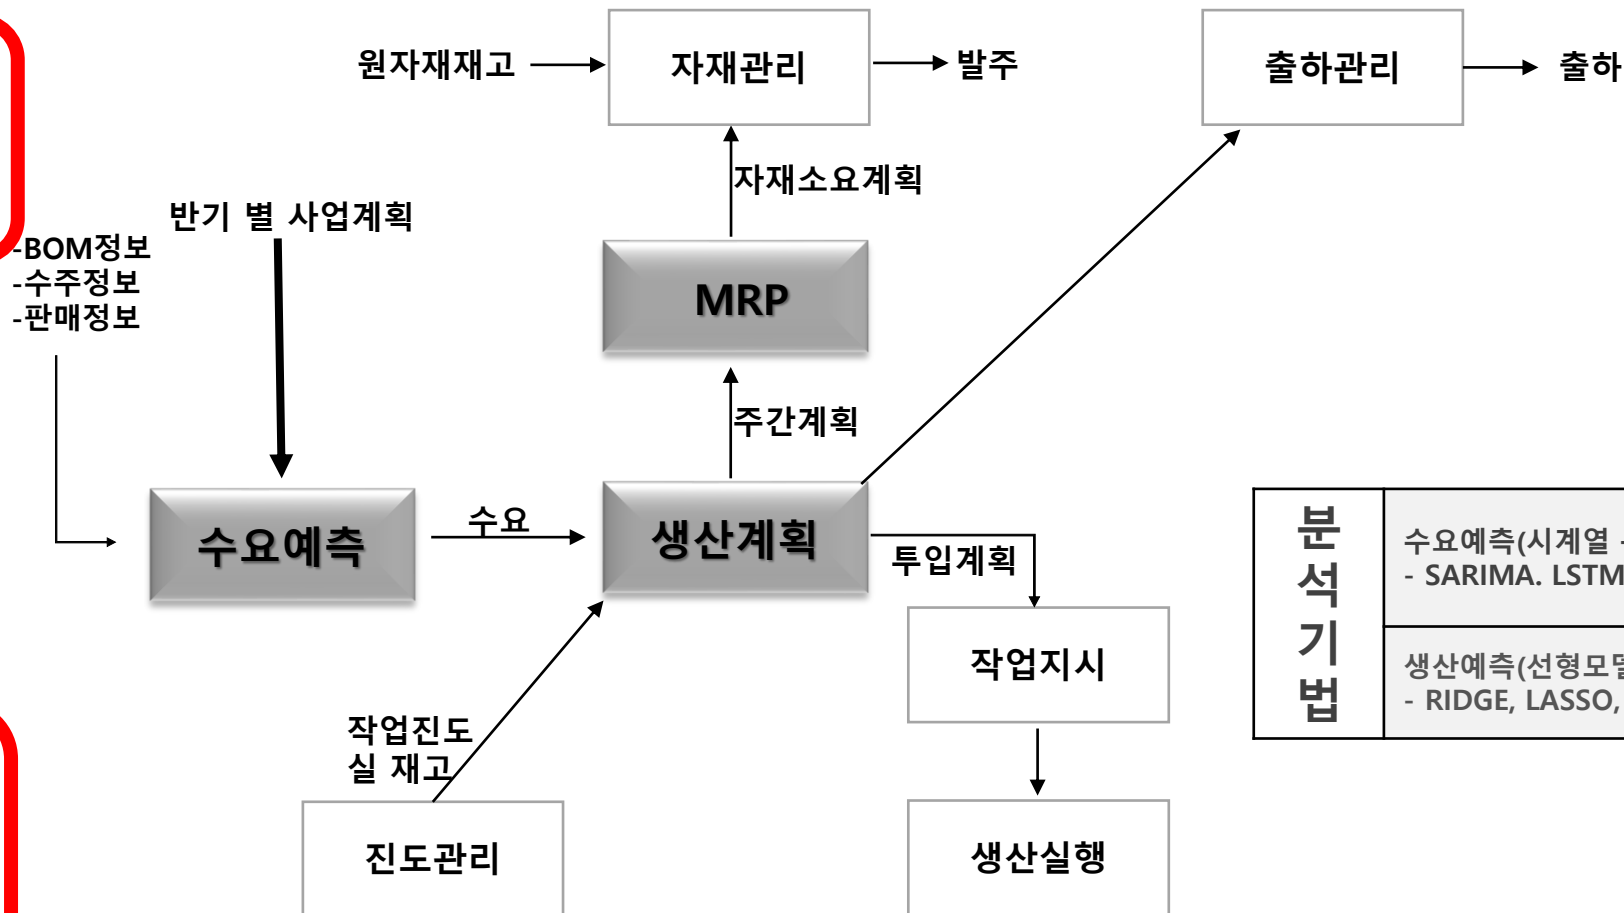 원자재재고
자재관리
발주
출하관리
출하
자재소요계획
반기 별 사업계획
-BOM정보
-수주정보
-판매정보
MRP
주간계획
수요예측
수요
생산계획
투입계획
작업지시
작업진도
실 재고
진도관리
생산실행
분
석
기
법
수요예측(시계열
- SARIMA. LSTM
생산예측(선형모델
- RIDGE, LASSO,